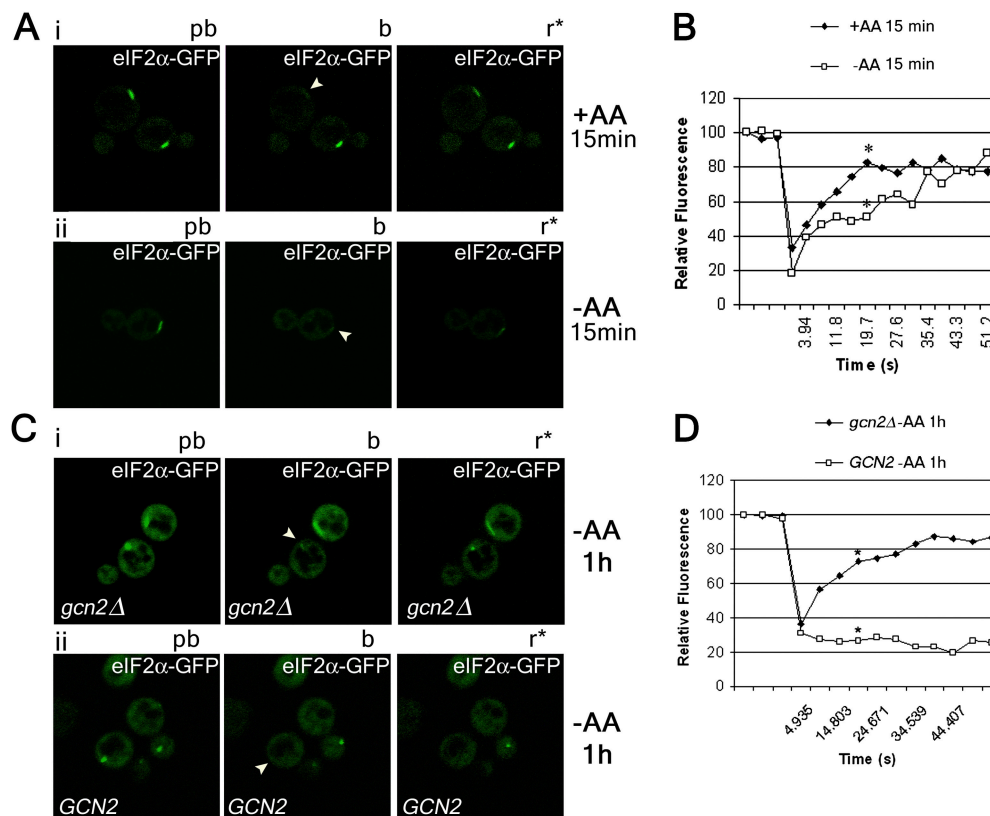 A
i pb b r*
eIF2α-GFP eIF2α-GFP eIF2α-GFP
+AA
15min
ii pb b r*
eIF2α-GFP eIF2α-GFP eIF2α-GFP
-AA
15min
B
+AA 15 min
-AA 15 min
120
100
80
60
40
20
0
* *
Relative Fluorescence
3.94 11.8 19.7 27.6 35.4 43.3 51.2
Time (s)
C
i pb b r*
eIF2α-GFP eIF2α-GFP eIF2α-GFP
gcn2Δ gcn2Δ gcn2Δ
-AA
1h
ii pb b r*
eIF2α-GFP eIF2α-GFP eIF2α-GFP
GCN2 GCN2 GCN2
-AA
1h
D
gcn2Δ-AA 1h
GCN2 -AA 1h
120
100
80
60
40
20
0
* *
Relative Fluorescence
4.935 14.803 24.671 34.539 44.407
Time (s)